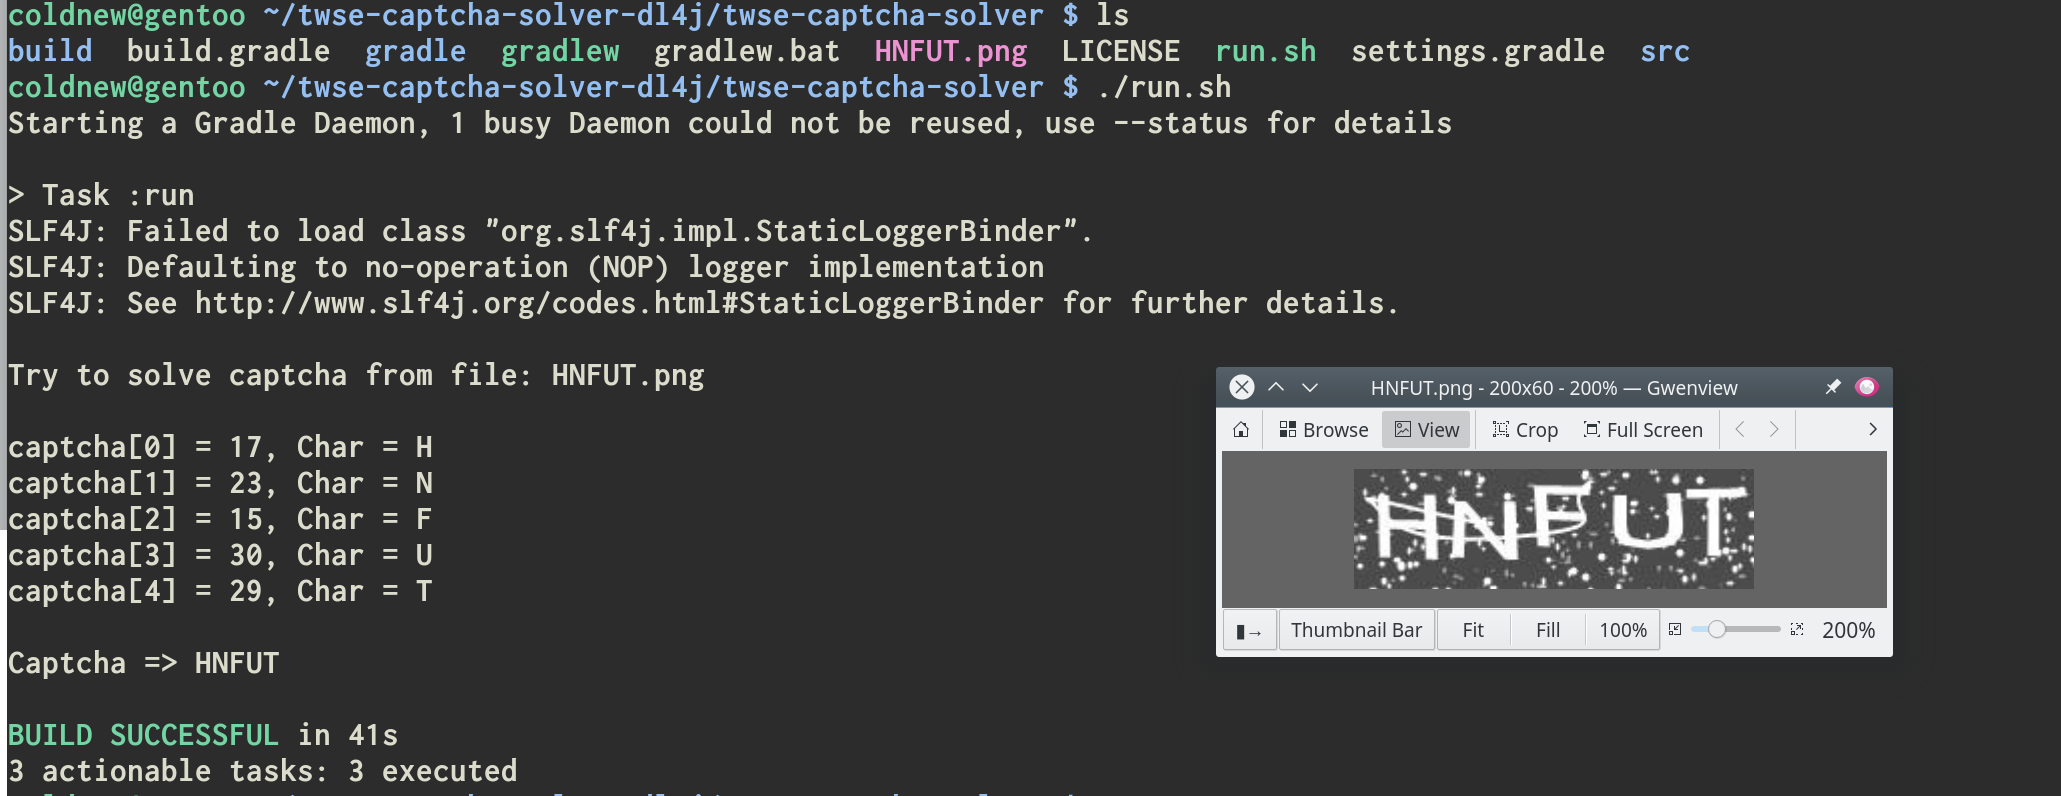 coldnew@gentoo ~/twse-captcha-solver-dl4j/twse-captcha-solver $ ls
build  build.gradle  gradle  gradlew  gradlew.bat  HNFUT.png  LICENSE  run.sh  settings.gradle  src
coldnew@gentoo ~/twse-captcha-solver-dl4j/twse-captcha-solver $ ./run.sh
Starting a Gradle Daemon, 1 busy Daemon could not be reused, use --status for details
> Task :run
SLF4J: Failed to load class "org.slf4j.impl.StaticLoggerBinder".
SLF4J: Defaulting to no-operation (NOP) logger implementation
SLF4J: See http://www.slf4j.org/codes.html#StaticLoggerBinder for further details.
Try to solve captcha from file: HNFUT.png
captcha[0] = 17, Char = H
captcha[1] = 23, Char = N
captcha[2] = 15, Char = F
captcha[3] = 30, Char = U
captcha[4] = 29, Char = T
Captcha => HNFUT
BUILD SUCCESSFUL in 41s
3 actionable tasks: 3 executed
HNFUT.png - 200x60 - 200% — Gwenview
Browse View Crop Full Screen
HNFUT
Thumbnail Bar Fit Fill 100% 200%